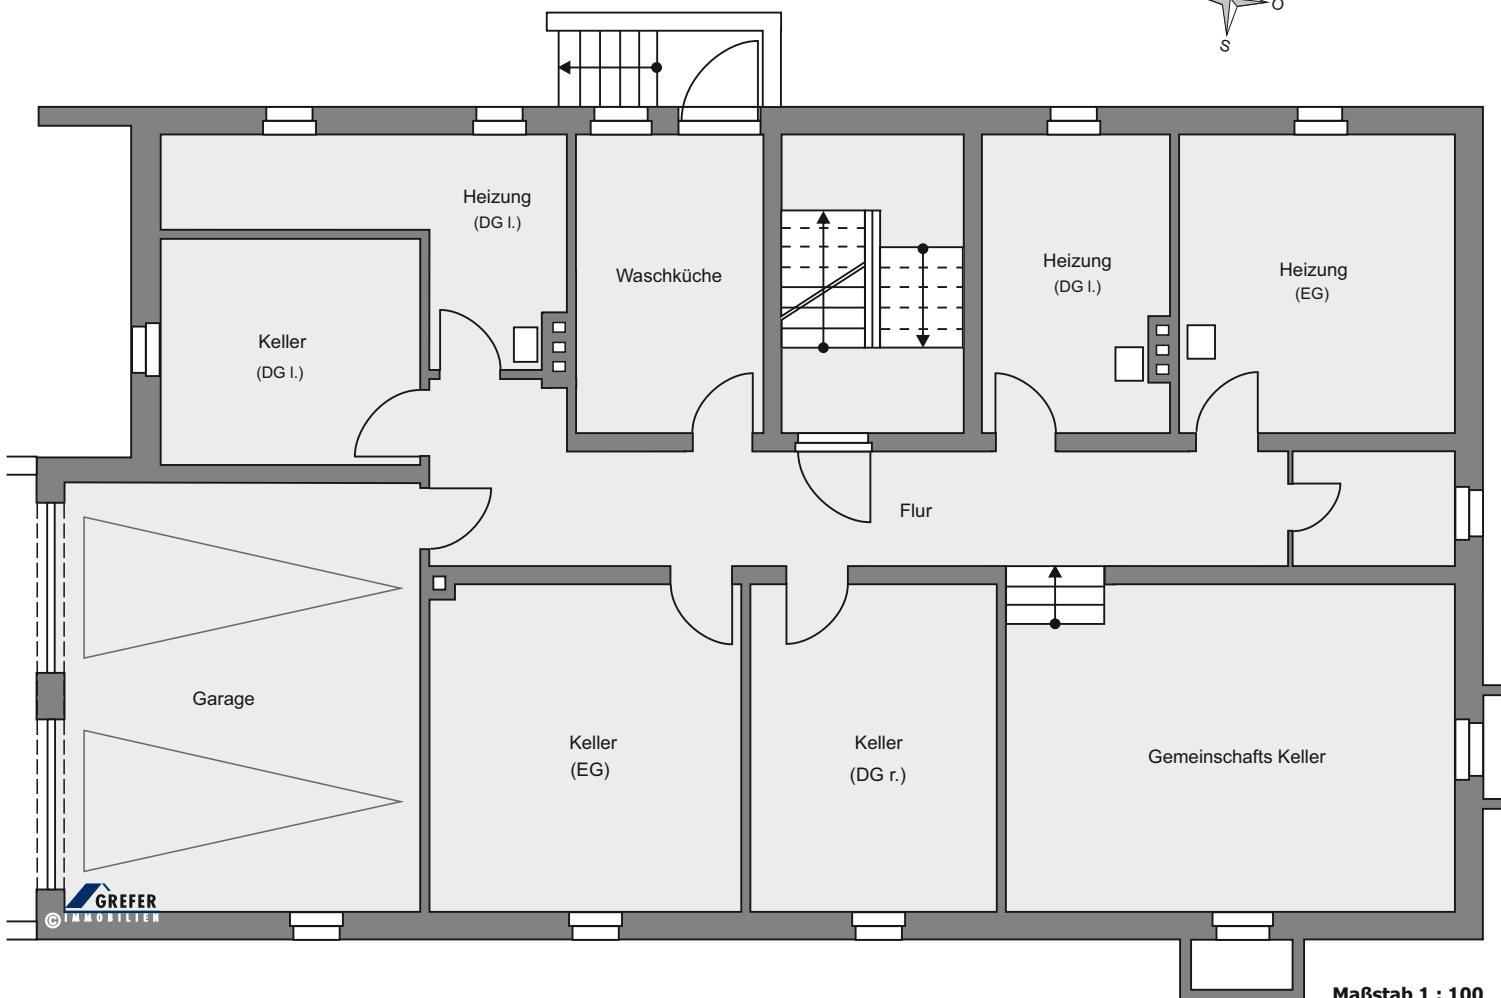 O
S
Heizung
(DG l.)
Waschküche
Heizung
(DG l.)
Heizung
(EG)
Keller
(DG l.)
Flur
Garage
Keller
(EG)
Keller
(DG r.)
Gemeinschafts Keller
GREFER
© IMMOBILIEN
Maßstab 1 : 100